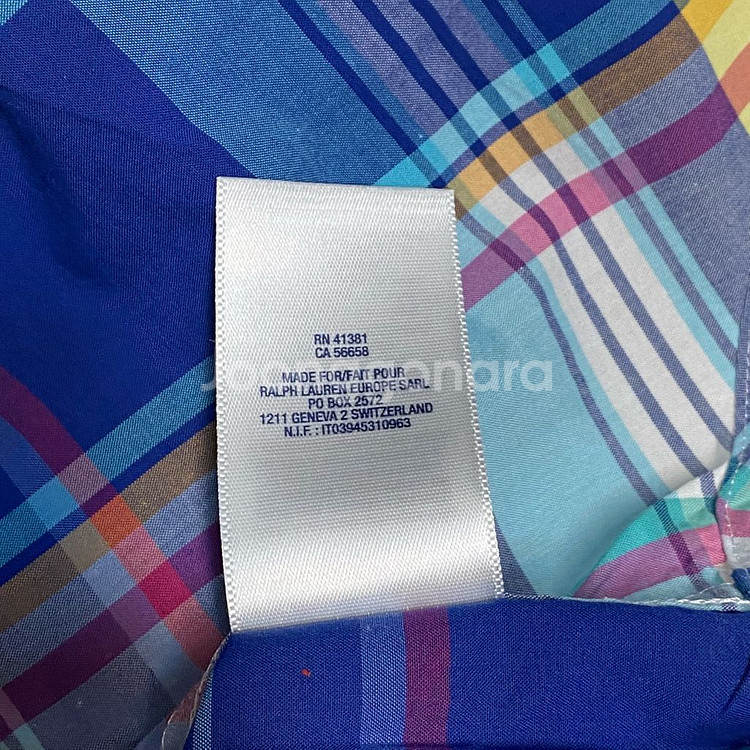 RN 41381
CA 56658
MADE FOR/FAIT POUR
RALPH LAUREN EUROPE SARL
PO BOX 2572
1211 GENEVA 2 SWITZERLAND
N.I.F. : IT03945310963
Joonggonara